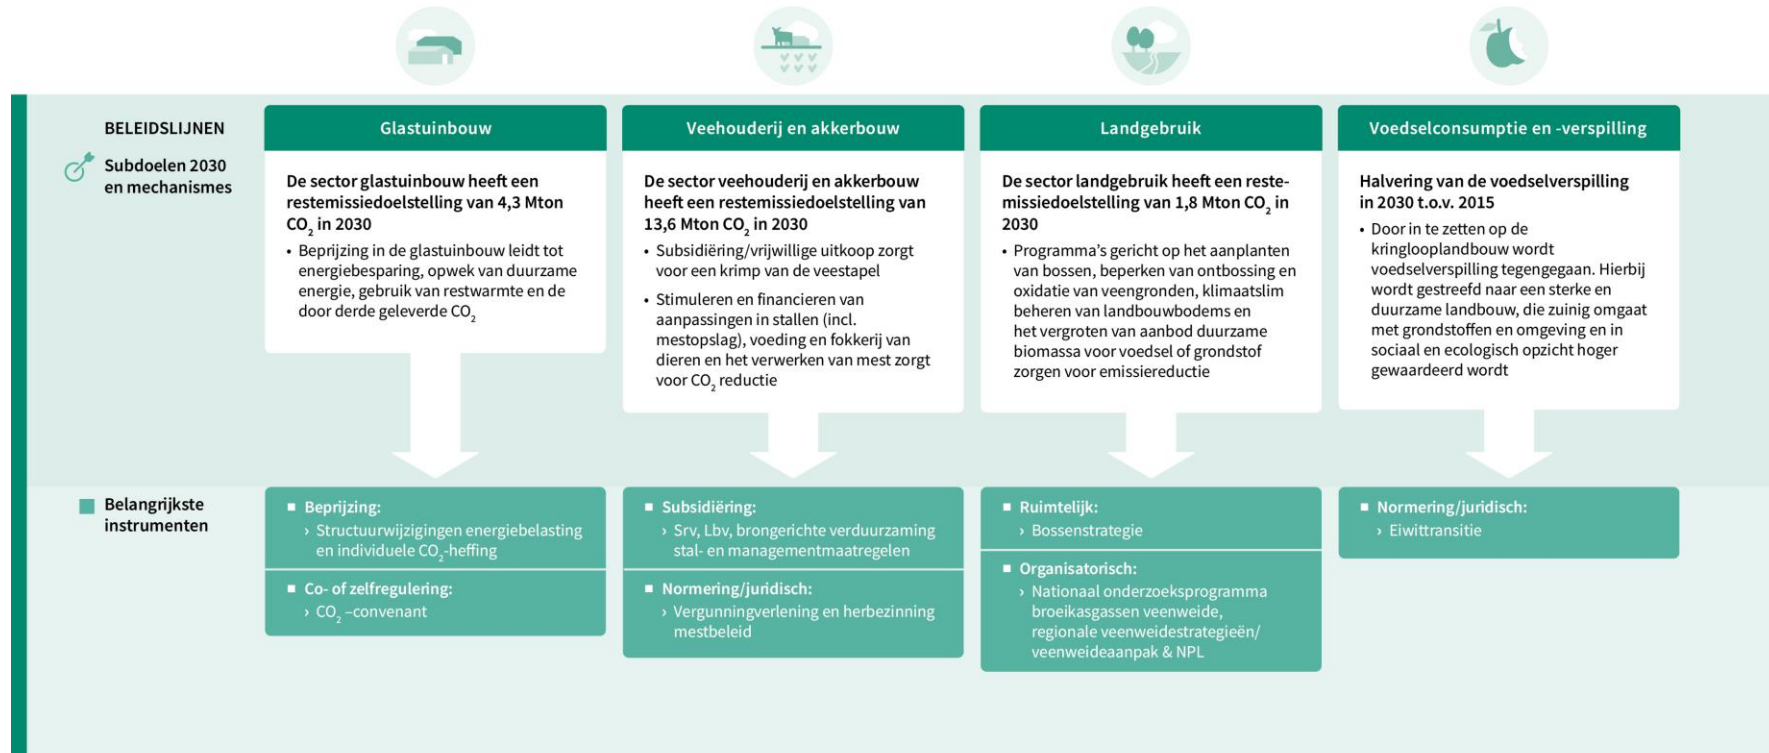 BELEIDSLIJNEN
Subdoelen 2030
en mechanismes
Glastuinbouw
De sector glastuinbouw heeft een
restemissiedoelstelling van 4,3 Mton
CO₂ in 2030
• Beprijzing in de glastuinbouw leidt tot
energiebesparing, opwek van duurzame
energie, gebruik van restwarmte en de
door derde geleverde CO₂
Veehouderij en akkerbouw
De sector veehouderij en akkerbouw
heeft een restemissiedoelstelling van
13,6 Mton CO₂ in 2030
• Subsidiëring/vrijwillige uitkoop zorgt
voor een krimp van de veestapel
• Stimuleren en financieren van
aanpassingen in stallen (incl.
mestopslag), voeding en fokkerij van
dieren en het verwerken van mest zorgt
voor CO₂ reductie
Landgebruik
De sector landgebruik heeft een reste-
missiedoelstelling van 1,8 Mton CO₂ in
2030
• Programma’s gericht op het aanplanten
van bossen, beperken van ontbossing en
oxidatie van veengronden, klimaatslim
beheren van landbouwbodems en
het vergroten van aanbod duurzame
biomassa voor voedsel of grondstof
zorgen voor emissiereductie
Voedselconsumptie en -verspilling
Halvering van de voedselverspilling
in 2030 t.o.v. 2015
• Door in te zetten op de
kringlooplandbouw wordt
voedselverspilling tegengegaan. Hierbij
wordt gestreefd naar een sterke en
duurzame landbouw, die zuinig omgaat
met grondstoffen en omgeving en in
sociaal en ecologisch opzicht hoger
gewaardeerd wordt
Belangrijkste
instrumenten
■ Beprijzing:
› Structuurwijzigingen energiebelasting
en individuele CO₂-heffing
■ Co- of zelfregulering:
› CO₂ –convenant
■ Subsidiëring:
› Srv, Lbv, brongerichte verduurzaming
stal- en managementmaatregelen
■ Normering/juridisch:
› Vergunningverlening en herbezinning
mestbeleid
■ Ruimtelijk:
› Bossenstrategie
■ Organisatorisch:
› Nationaal onderzoeksprogramma
broeikasgassen veenweide,
regionale veenweidestrategieën/
veenweideaanpak & NPL
■ Normering/juridisch:
› Eiwittransitie